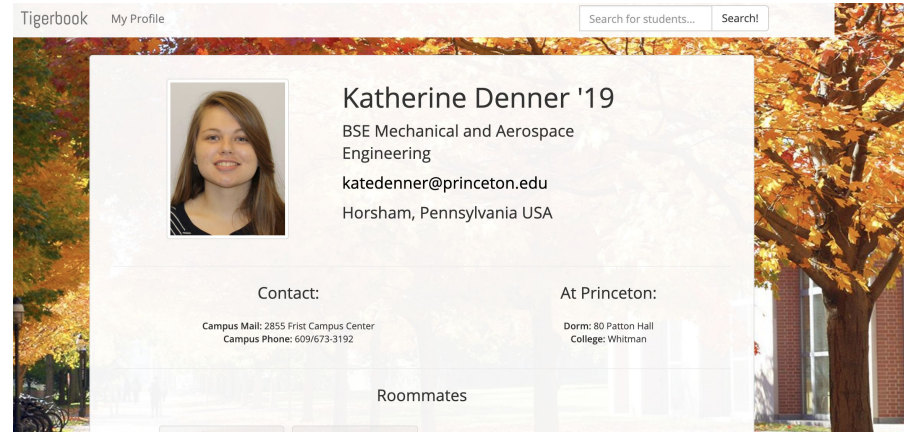 Tigerbook My Profile Search for students... Search!
Katherine Denner '19
BSE Mechanical and Aerospace
Engineering
katedenner@princeton.edu
Horsham, Pennsylvania USA
Contact:
Campus Mail: 2855 Frist Campus Center
Campus Phone: 609/673-3192
At Princeton:
Dorm: 80 Patton Hall
College: Whitman
Roommates